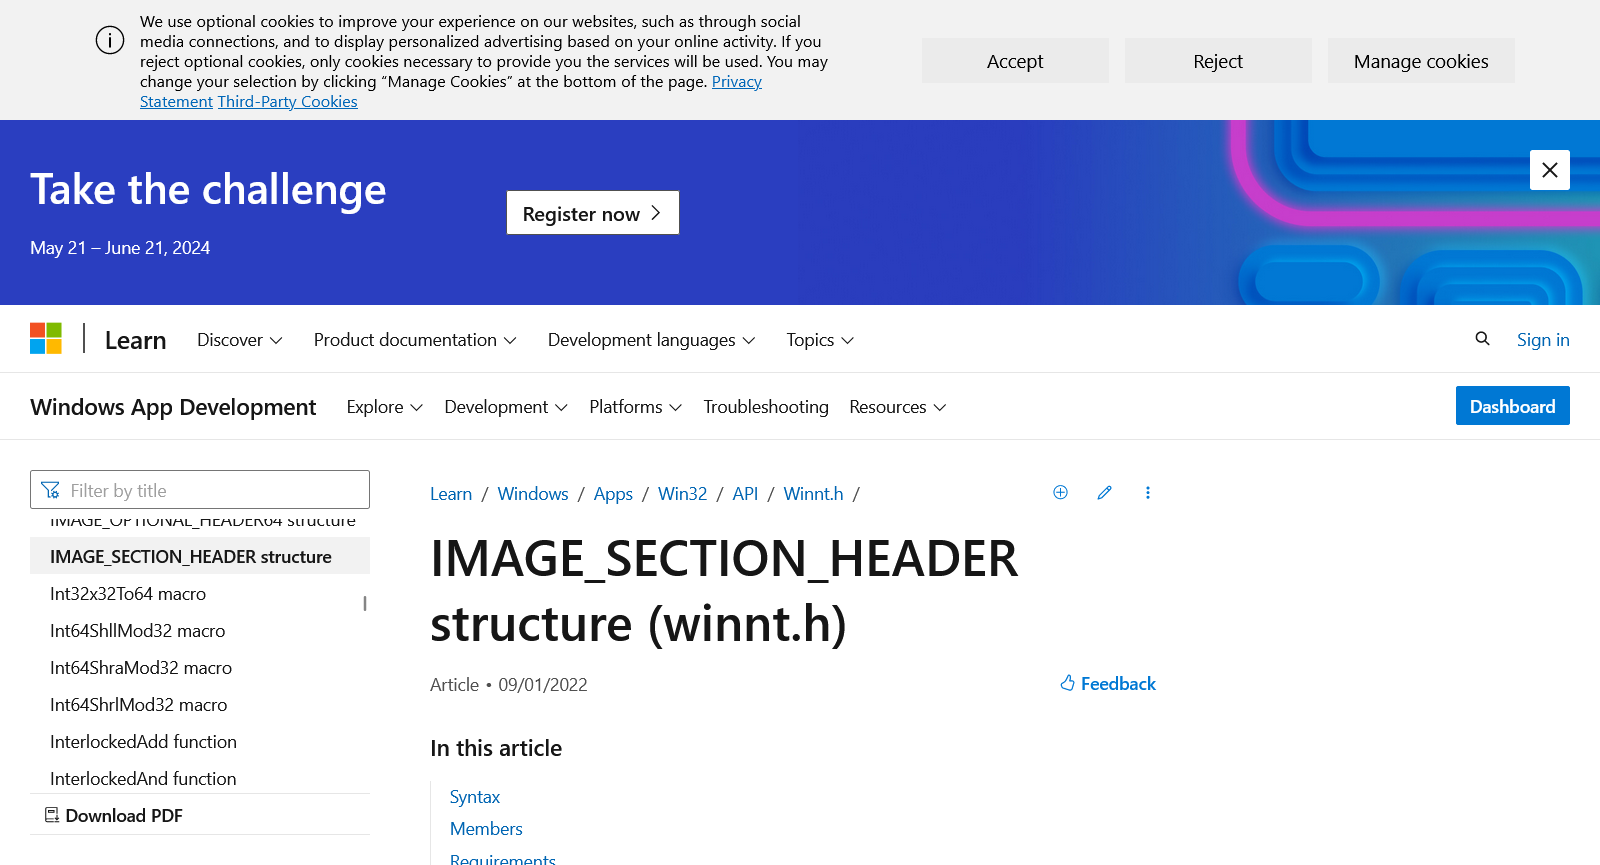 We use optional cookies to improve your experience on our websites, such as through social
media connections, and to display personalized advertising based on your online activity. If you
reject optional cookies, only cookies necessary to provide you the services will be used. You may
change your selection by clicking “Manage Cookies” at the bottom of the page. Privacy
Statement Third-Party Cookies
Accept
Reject
Manage cookies
Take the challenge
May 21 – June 21, 2024
Register now
Learn
Discover
Product documentation
Development languages
Topics
Sign in
Windows App Development
Explore
Development
Platforms
Troubleshooting
Resources
Dashboard
Filter by title
IMAGE_OPTIONAL_HEADER64 structure
IMAGE_SECTION_HEADER structure
Int32x32To64 macro
Int64ShllMod32 macro
Int64ShraMod32 macro
Int64ShrlMod32 macro
InterlockedAdd function
InterlockedAnd function
Download PDF
Learn / Windows / Apps / Win32 / API / Winnt.h /
IMAGE_SECTION_HEADER
structure (winnt.h)
Article • 09/01/2022
Feedback
In this article
Syntax
Members
Requirements